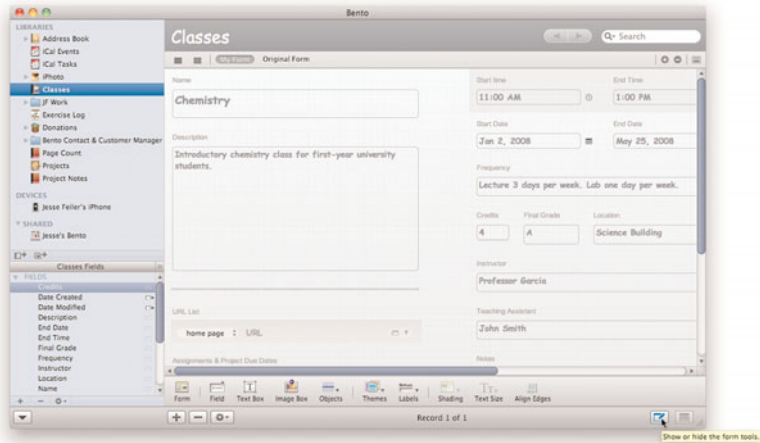 Bento
LIBRARIES
Address Book
iCal Events
iCal Tasks
iPhoto
Classes
JF Work
Exercise Log
Donations
Bento Contact & Customer Manager
Page Count
Projects
Project Notes
DEVICES
Jesse Feiler's iPhone
SHARED
Jesse's Bento
Classes Fields
FIELDS
Credits
Date Created
Date Modified
Description
End Date
End Time
Final Grade
Frequency
Instructor
Location
Name
Classes
Search
My Form Original Form
Name
Chemistry
Description
Introductory chemistry class for first-year university
students.
URL List
home page URL
Assignments & Project Due Dates
Start time End Time
11:00 AM 1:00 PM
Start Date End Date
Jan 2, 2008 May 25, 2008
Frequency
Lecture 3 days per week. Lab one day per week.
Credits Final Grade Location
4 A Science Building
Instructor
Professor Garcia
Teaching Assistant
John Smith
Notes
Form Field Text Box Image Box Objects Themes Labels Shading Text Size Align Edges
Record 1 of 1
Show or hide the form tools.